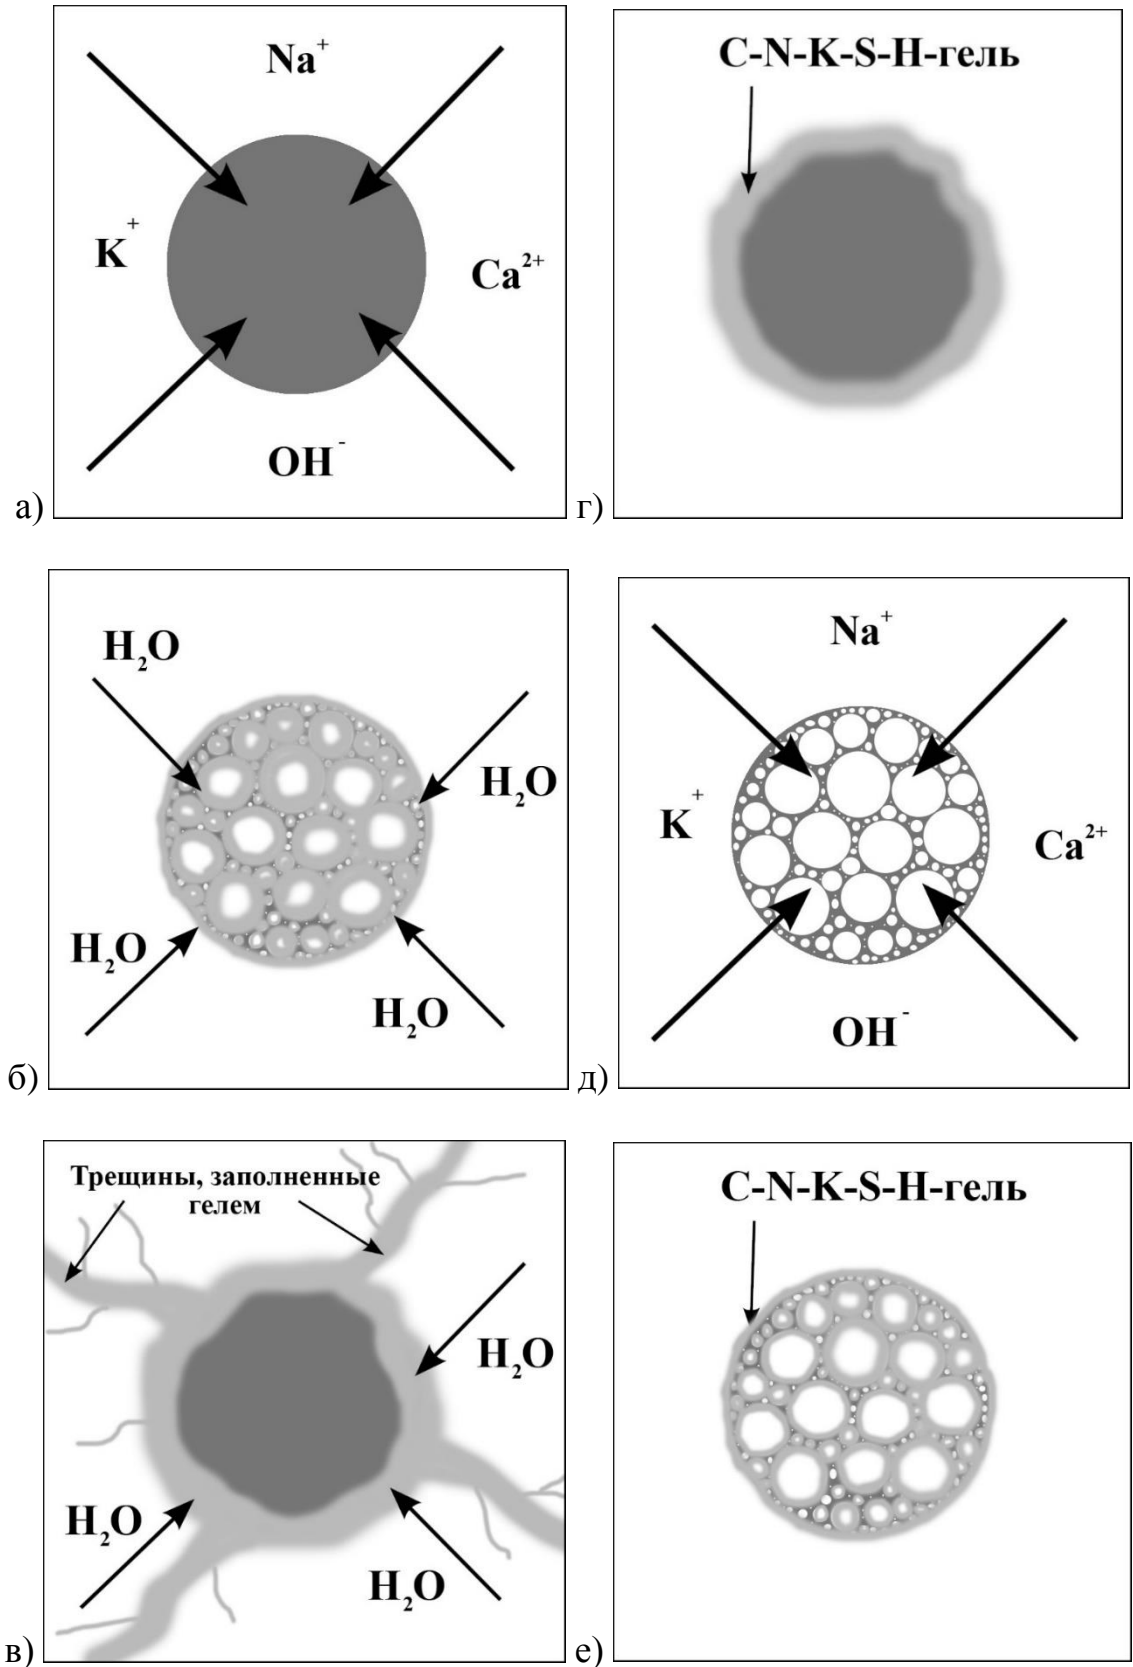 Na⁺
K⁺
Ca²⁺
OH⁻
а)
C-N-K-S-H-гель
г)
H₂O
H₂O
H₂O
H₂O
б)
Na⁺
K⁺
Ca²⁺
OH⁻
д)
Трещины, заполненные
гелем
H₂O
H₂O
H₂O
в)
C-N-K-S-H-гель
е)